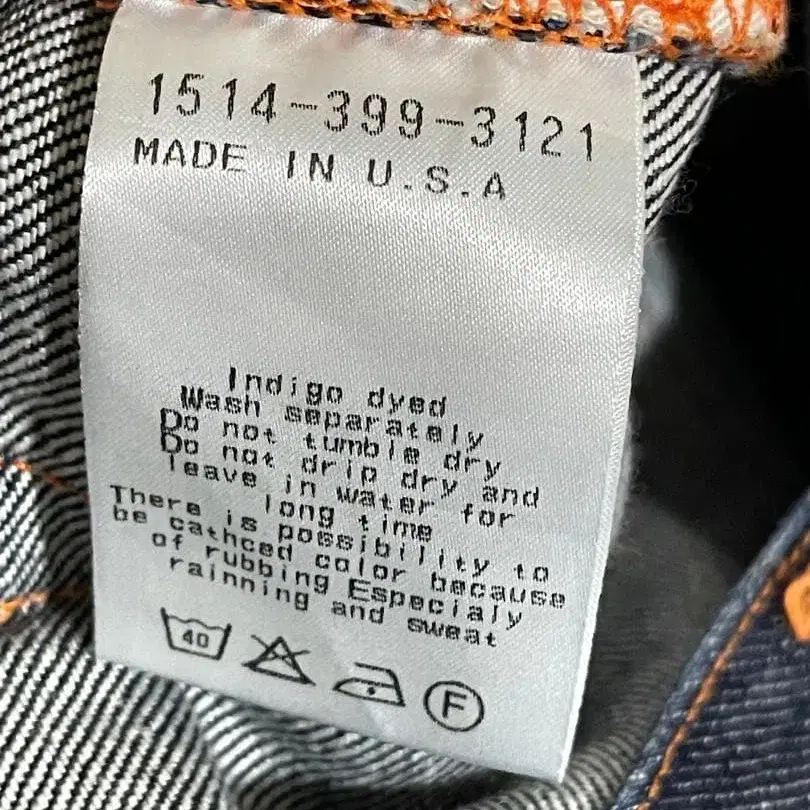 1514-399-3121
MADE IN U.S.A
Indigo dyed
Wash separately
Do not tumble dry
Do not drip dry and
leave in water for
long time
There is possibility to
be cathced color because
of rubbing Especialy
rainning and sweat
40
F